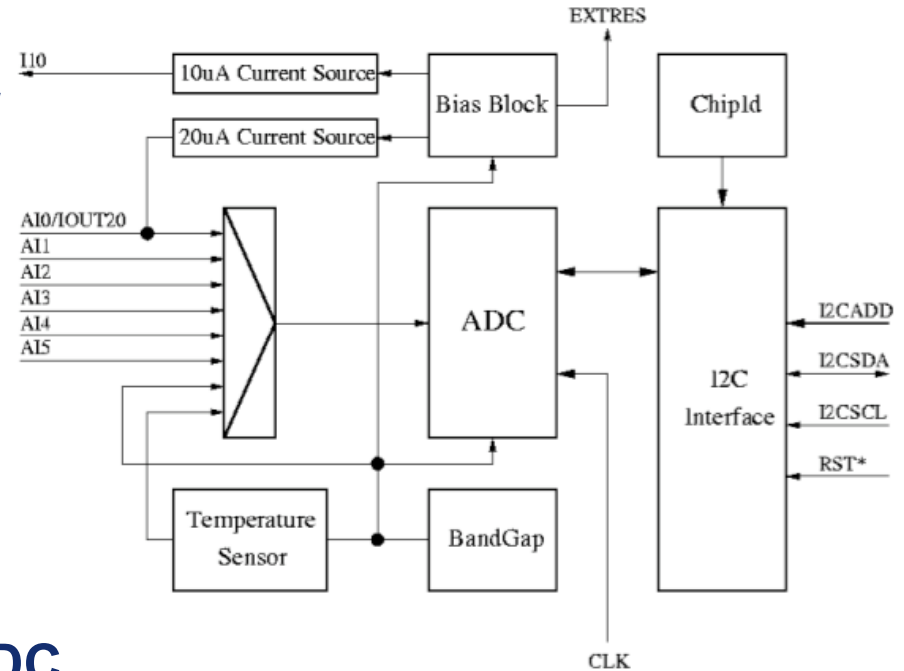 EXTRES
I10
10uA Current Source
Bias Block
ChipId
20uA Current Source
AI0/IOUT20
AI1
AI2
AI3
AI4
AI5
ADC
I2C
Interface
I2CADD
I2CSDA
I2CSCL
RST*
Temperature
Sensor
BandGap
CLK